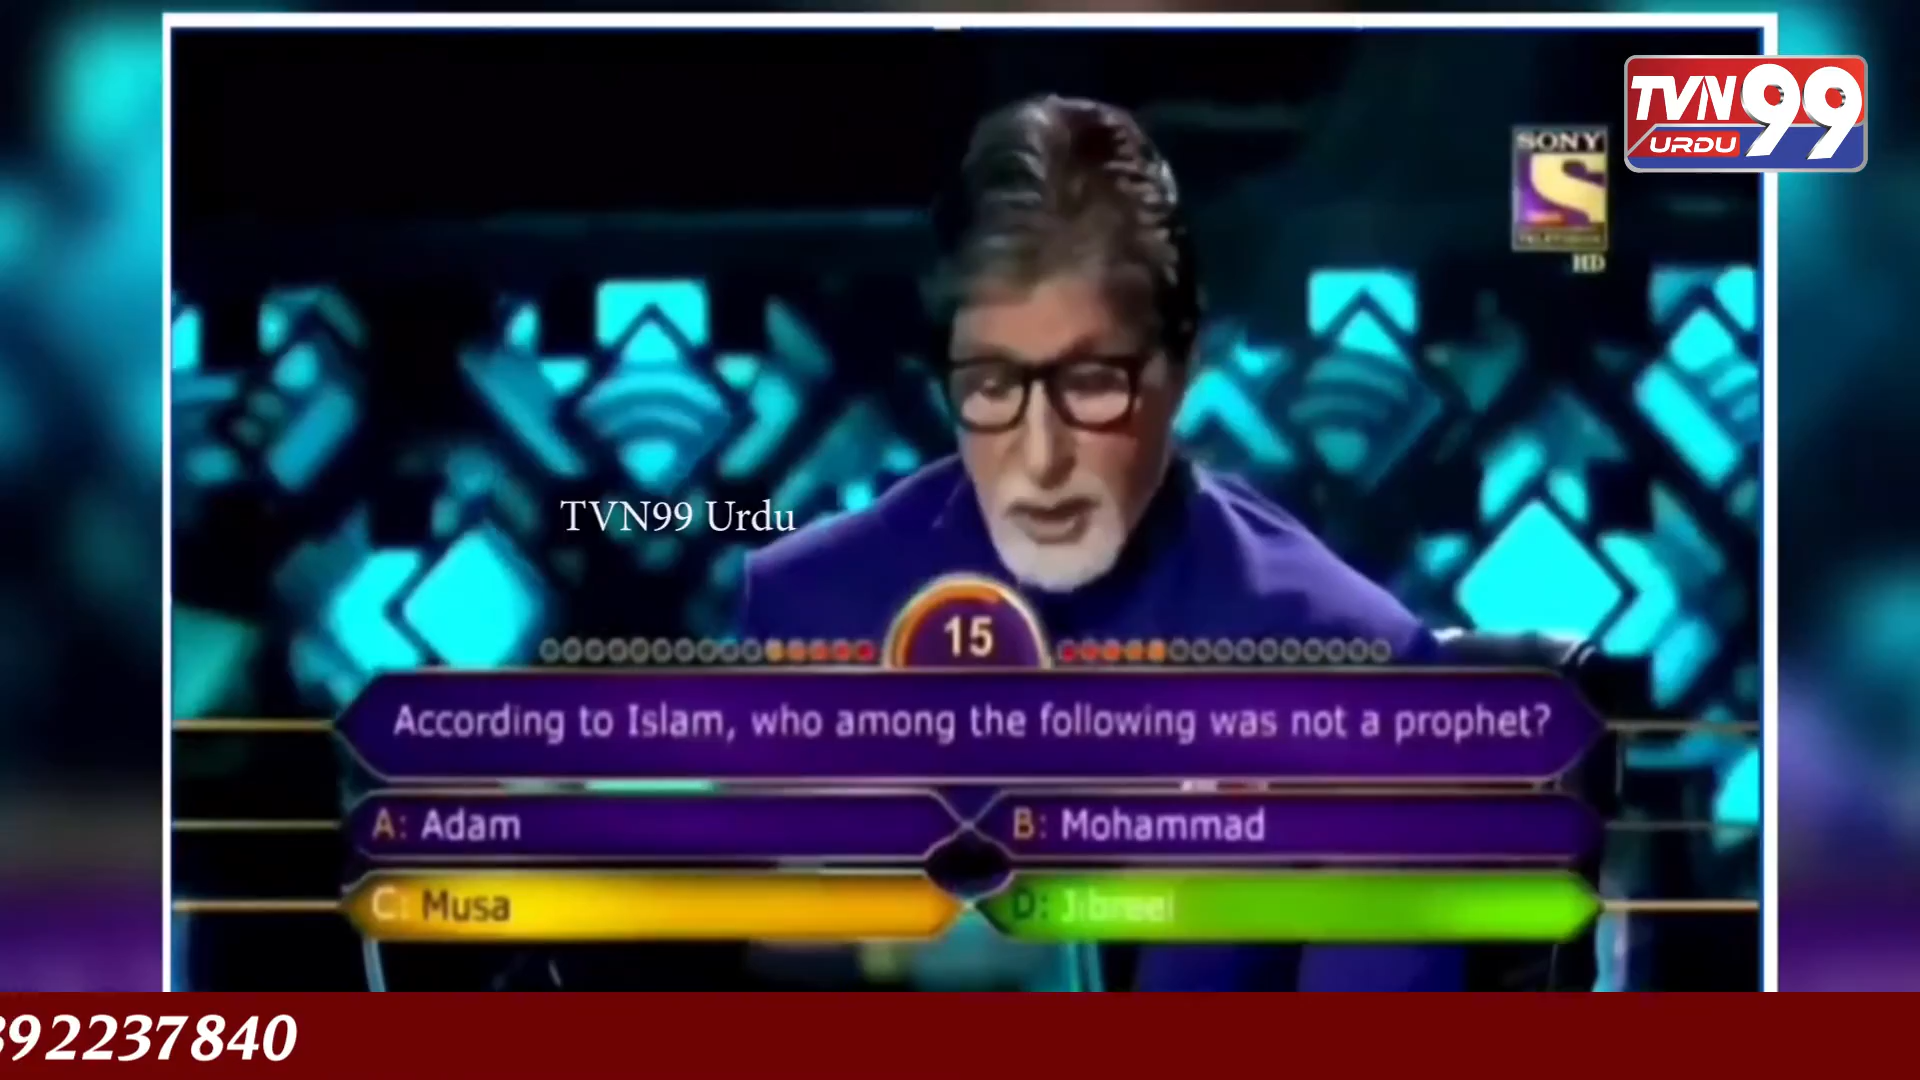 TVN99
URDU
SONY
HD
TVN99 Urdu
15
According to Islam, who among the following was not a prophet?
A: Adam
B: Mohammad
C: Musa
D: Jibreel
92237840